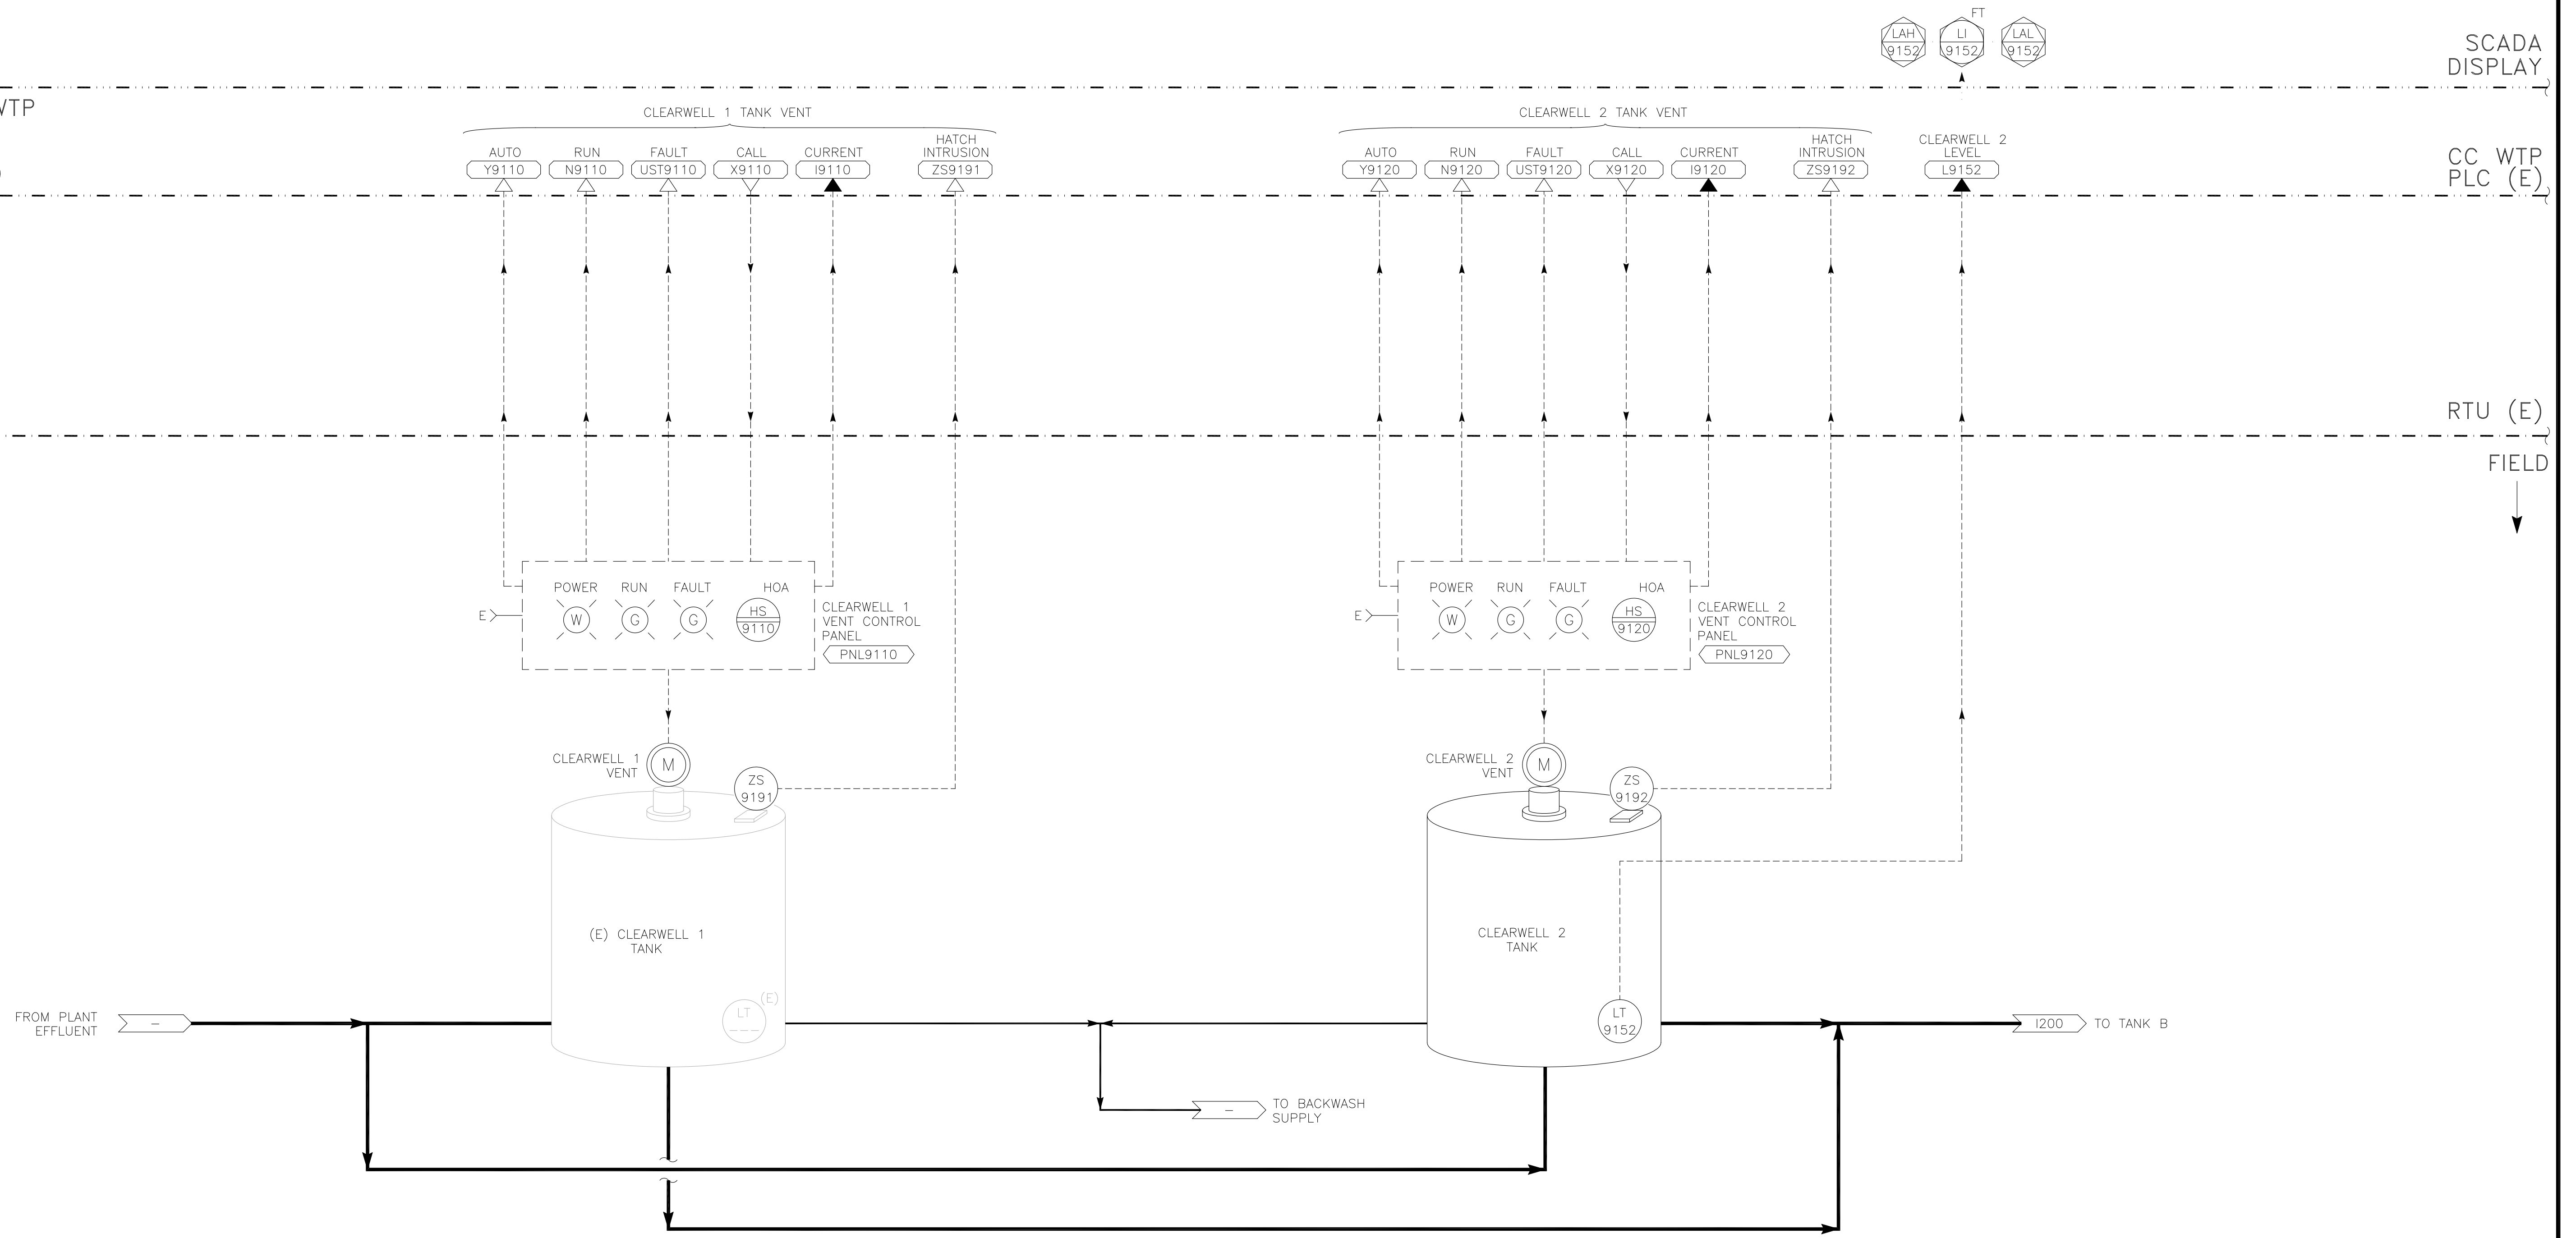 FT
LAH
9152
LI
9152
LAL
9152
SCADA
DISPLAY
WTP
CLEARWELL 1 TANK VENT
AUTO
Y9110
RUN
N9110
FAULT
UST9110
CALL
X9110
CURRENT
I9110
HATCH
INTRUSION
ZS9191
CLEARWELL 2 TANK VENT
AUTO
Y9120
RUN
N9120
FAULT
UST9120
CALL
X9120
CURRENT
I9120
HATCH
INTRUSION
ZS9192
CLEARWELL 2
LEVEL
L9152
CC WTP
PLC (E)
)
RTU (E)
FIELD
POWER
RUN
FAULT
HOA
E
W
G
G
HS
9110
CLEARWELL 1
VENT CONTROL
PANEL
PNL9110
POWER
RUN
FAULT
HOA
E
W
G
G
HS
9120
CLEARWELL 2
VENT CONTROL
PANEL
PNL9120
CLEARWELL 1
VENT
M
ZS
9191
CLEARWELL 2
VENT
M
ZS
9192
(E) CLEARWELL 1
TANK
CLEARWELL 2
TANK
(E)
LT
___
LT
9152
FROM PLANT
EFFLUENT
–
I200
TO TANK B
–
TO BACKWASH
SUPPLY